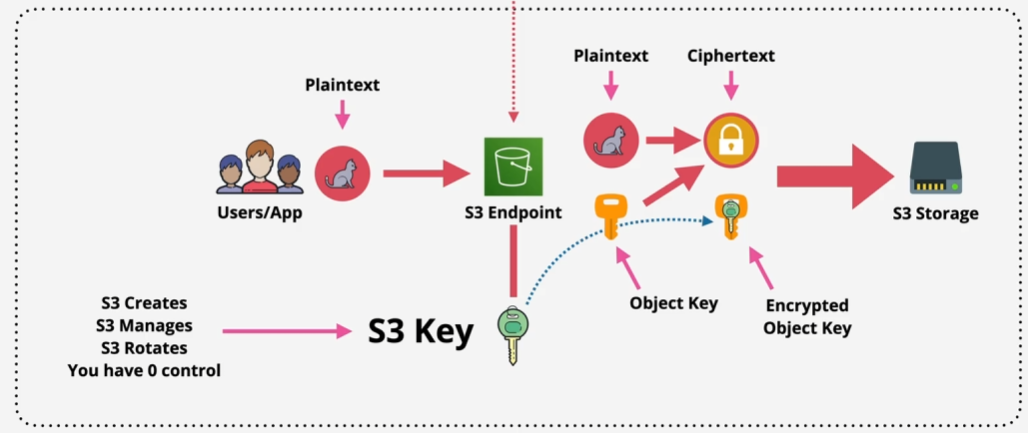 Plaintext
Ciphertext
Plaintext
Users/App
S3 Endpoint
S3 Storage
Object Key
Encrypted
Object Key
S3 Creates
S3 Manages
S3 Rotates
You have 0 control
S3 Key